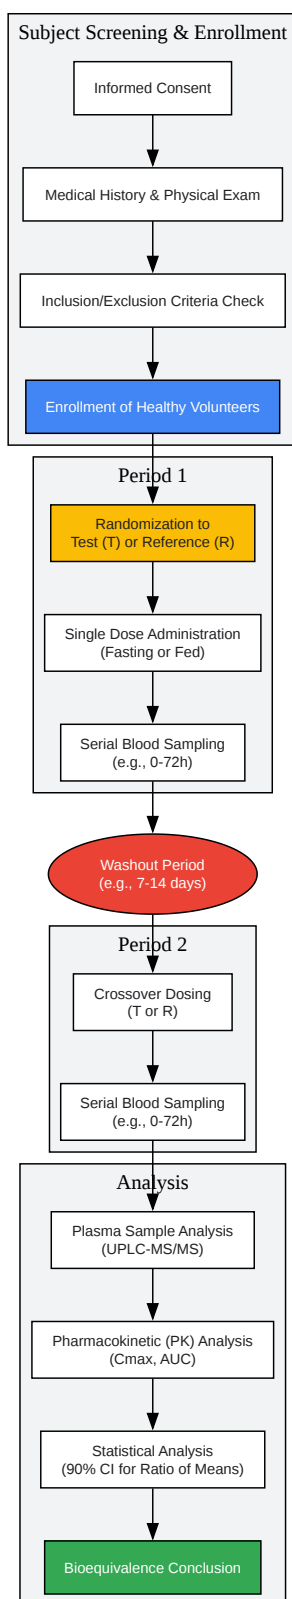 Subject Screening & Enrollment
Informed Consent
Medical History & Physical Exam
Inclusion/Exclusion Criteria Check
Enrollment of Healthy Volunteers
Period 1
Randomization to
Test (T) or Reference (R)
Single Dose Administration
(Fasting or Fed)
Serial Blood Sampling
(e.g., 0-72h)
Washout Period
(e.g., 7-14 days)
Period 2
Crossover Dosing
(T or R)
Serial Blood Sampling
(e.g., 0-72h)
Analysis
Plasma Sample Analysis
(UPLC-MS/MS)
Pharmacokinetic (PK) Analysis
(Cmax, AUC)
Statistical Analysis
(90% CI for Ratio of Means)
Bioequivalence Conclusion